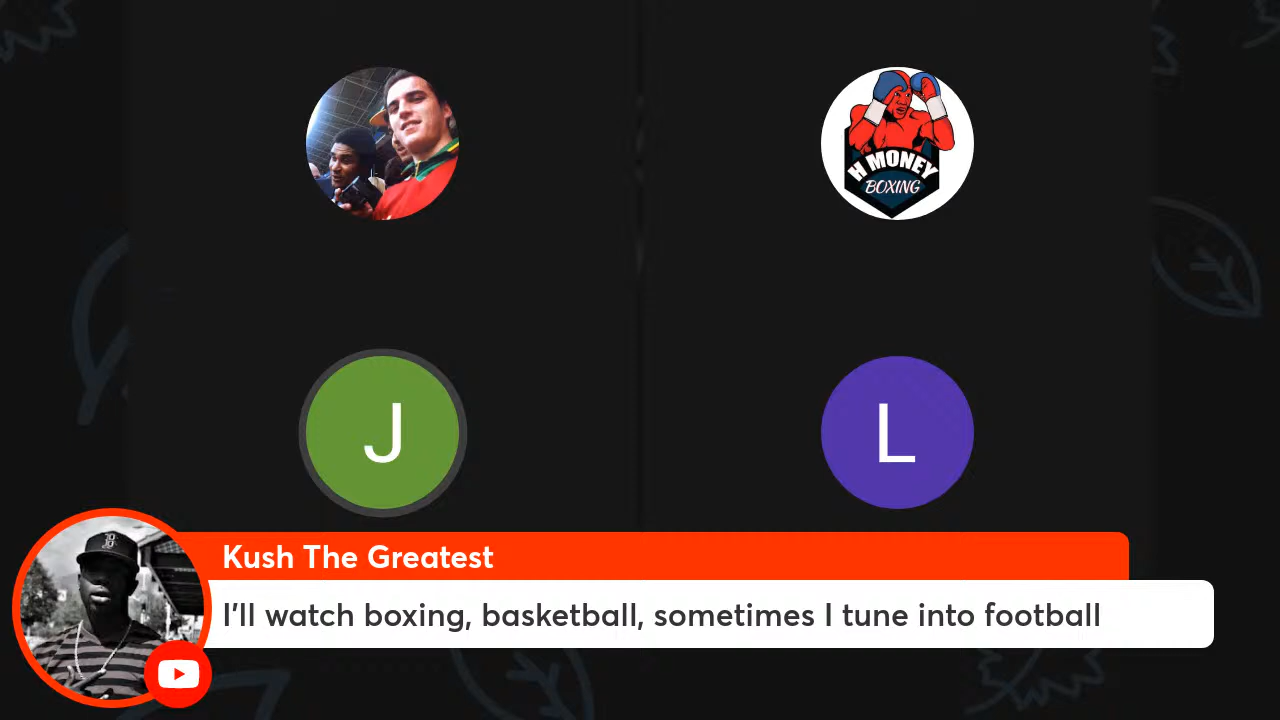 H MONEY
BOXING
J
L
Kush The Greatest
I'll watch boxing, basketball, sometimes I tune into football